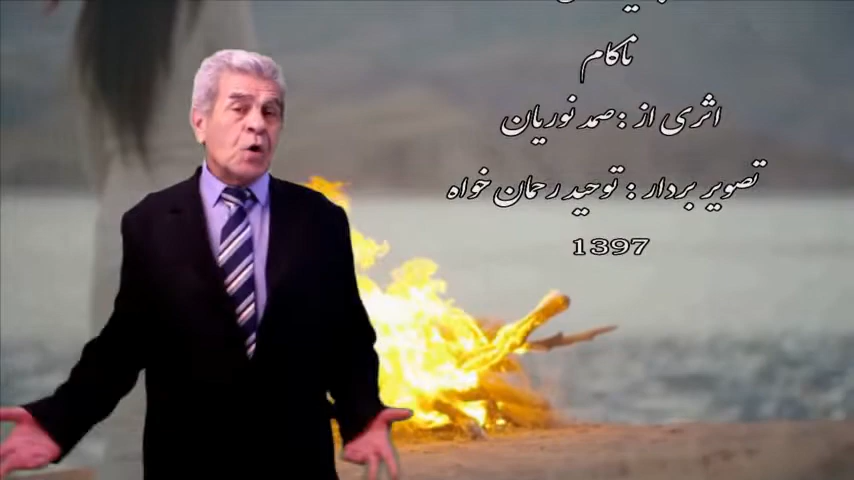 ناکام
اثری از : صمد نوریان
تصویر بردار : توحید رحمان خواه
1397